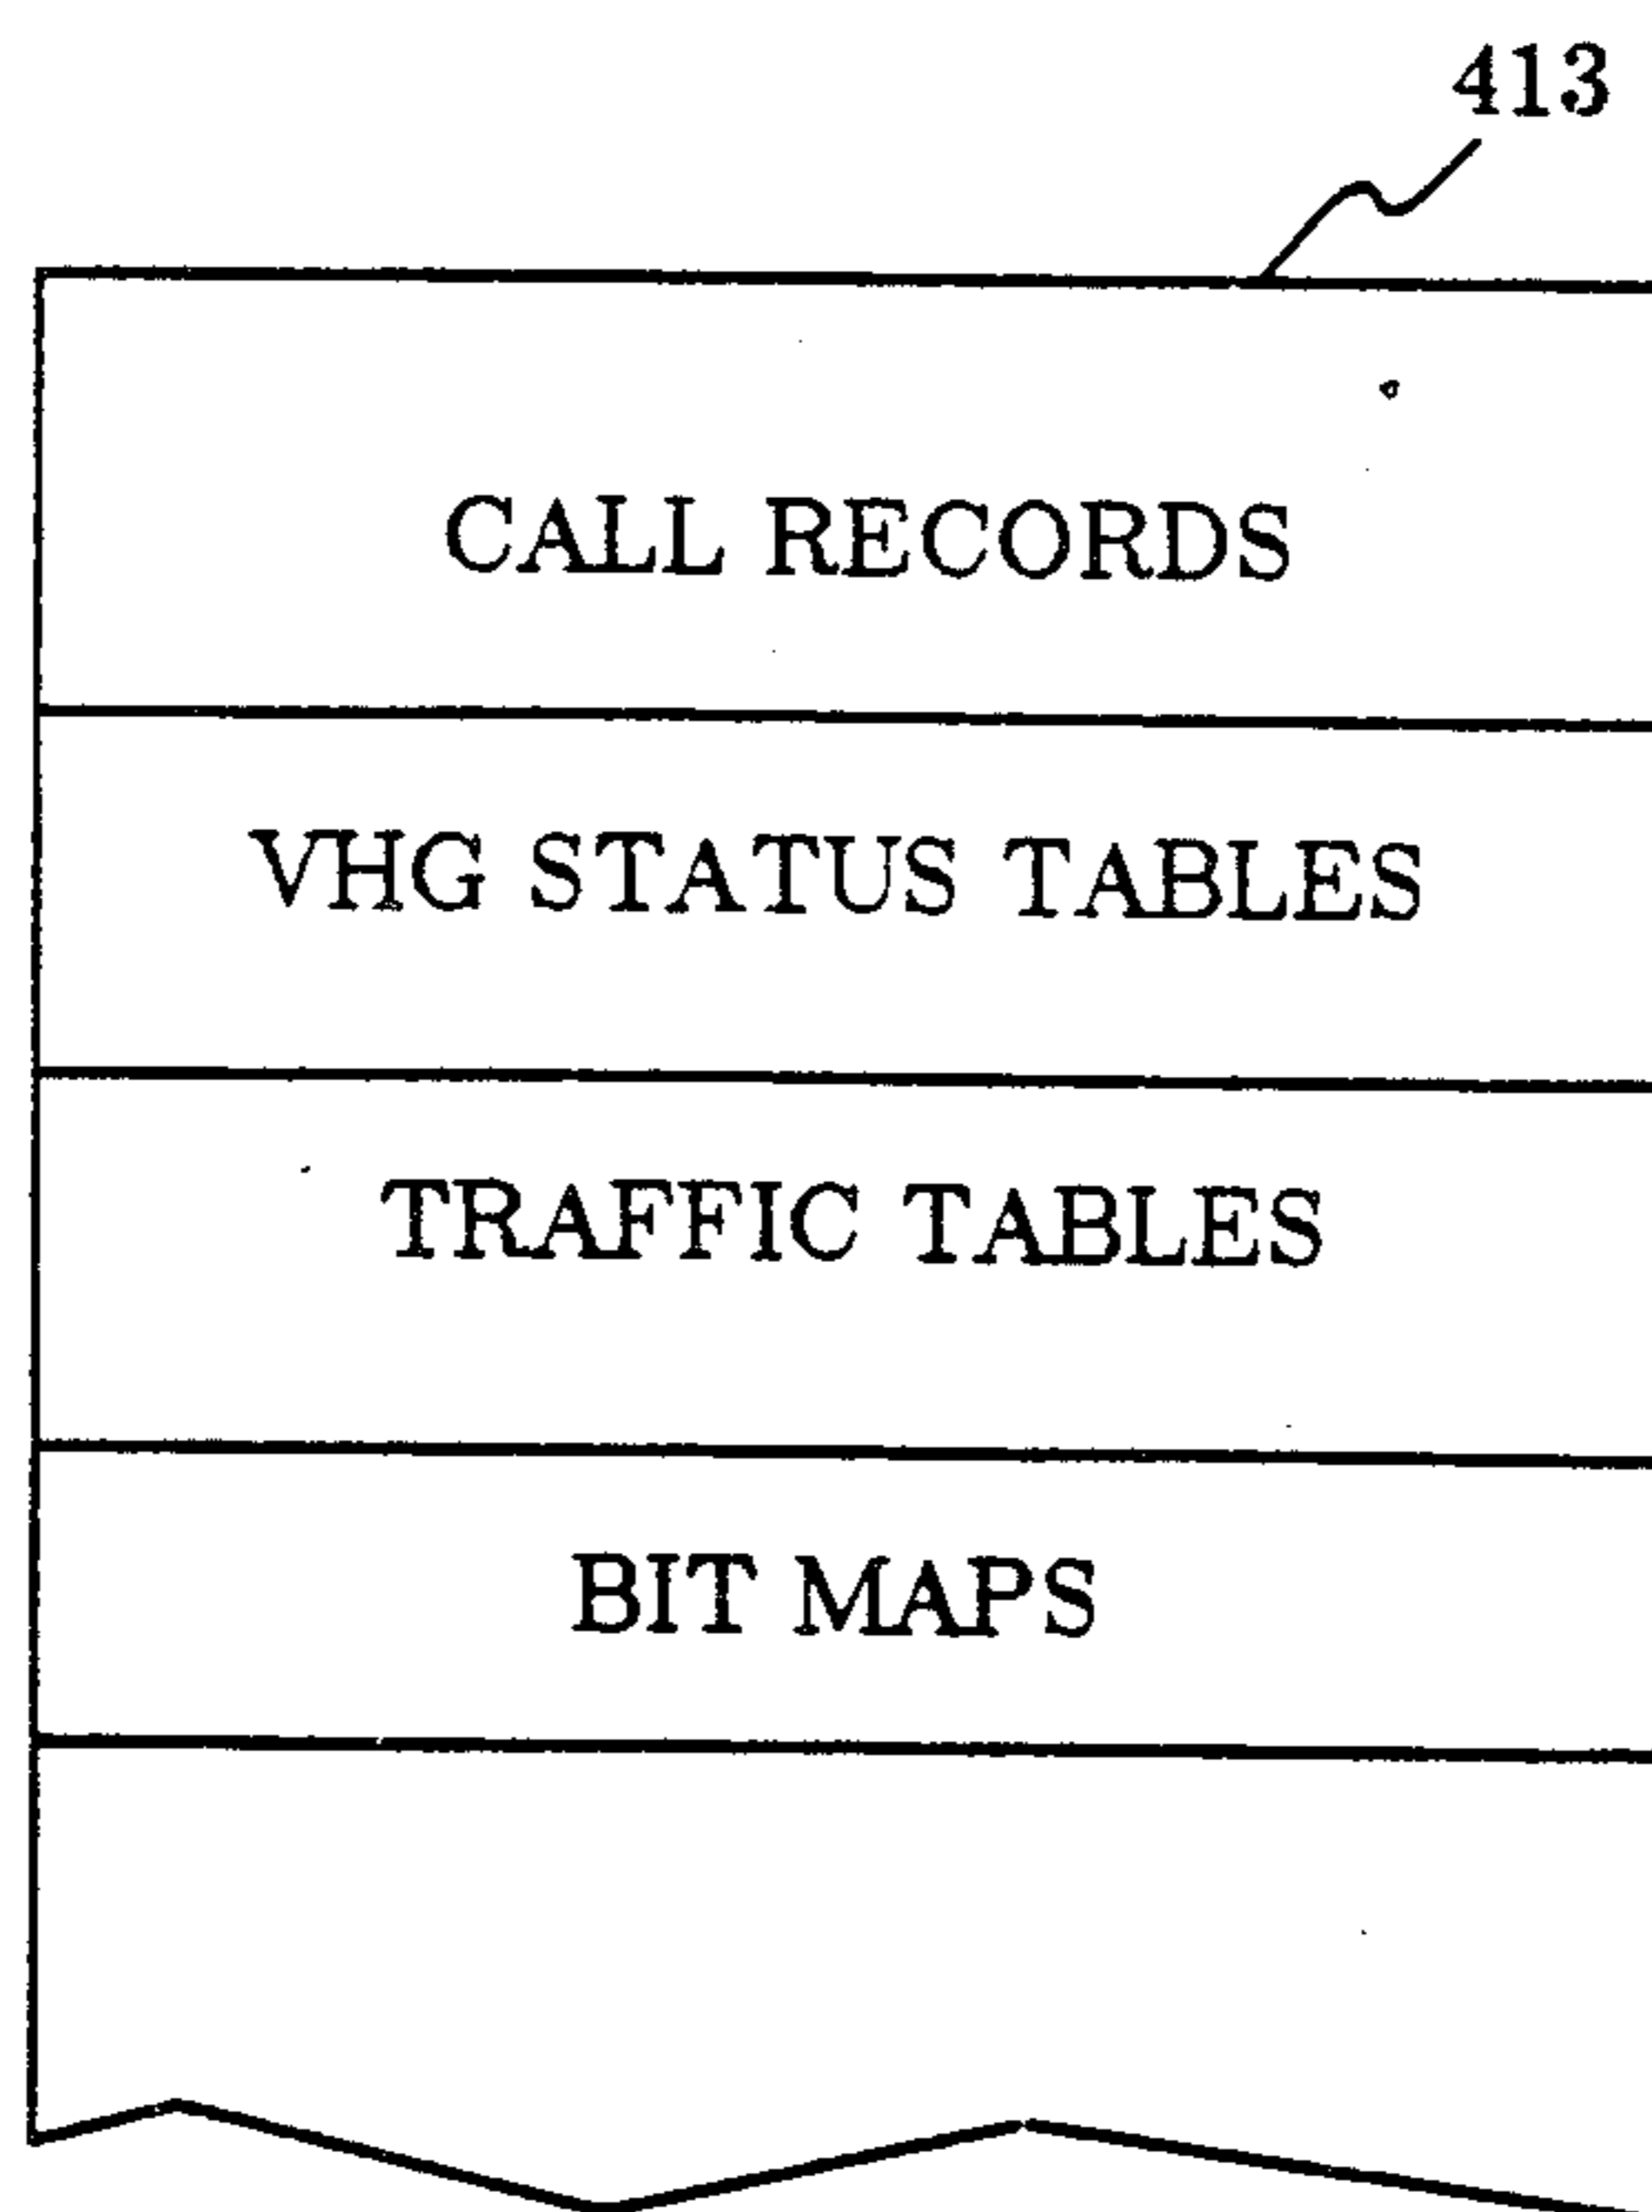 413
CALL RECORDS
VHG STATUS TABLES
TRAFFIC TABLES
BIT MAPS